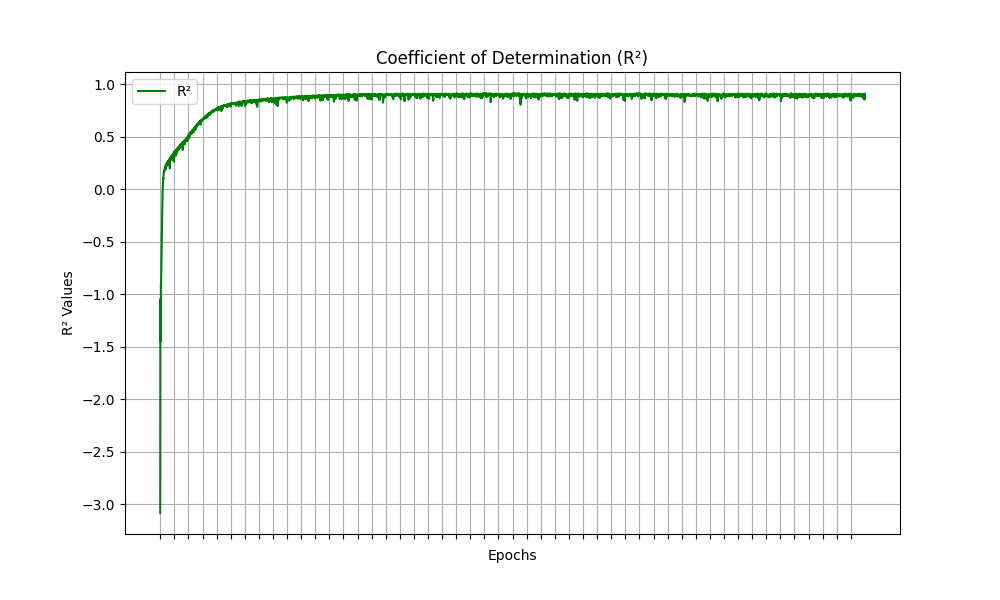 Coefficient of Determination (R²)
R²
1.0
0.5
0.0
−0.5
−1.0
−1.5
−2.0
−2.5
−3.0
R² Values
Epochs